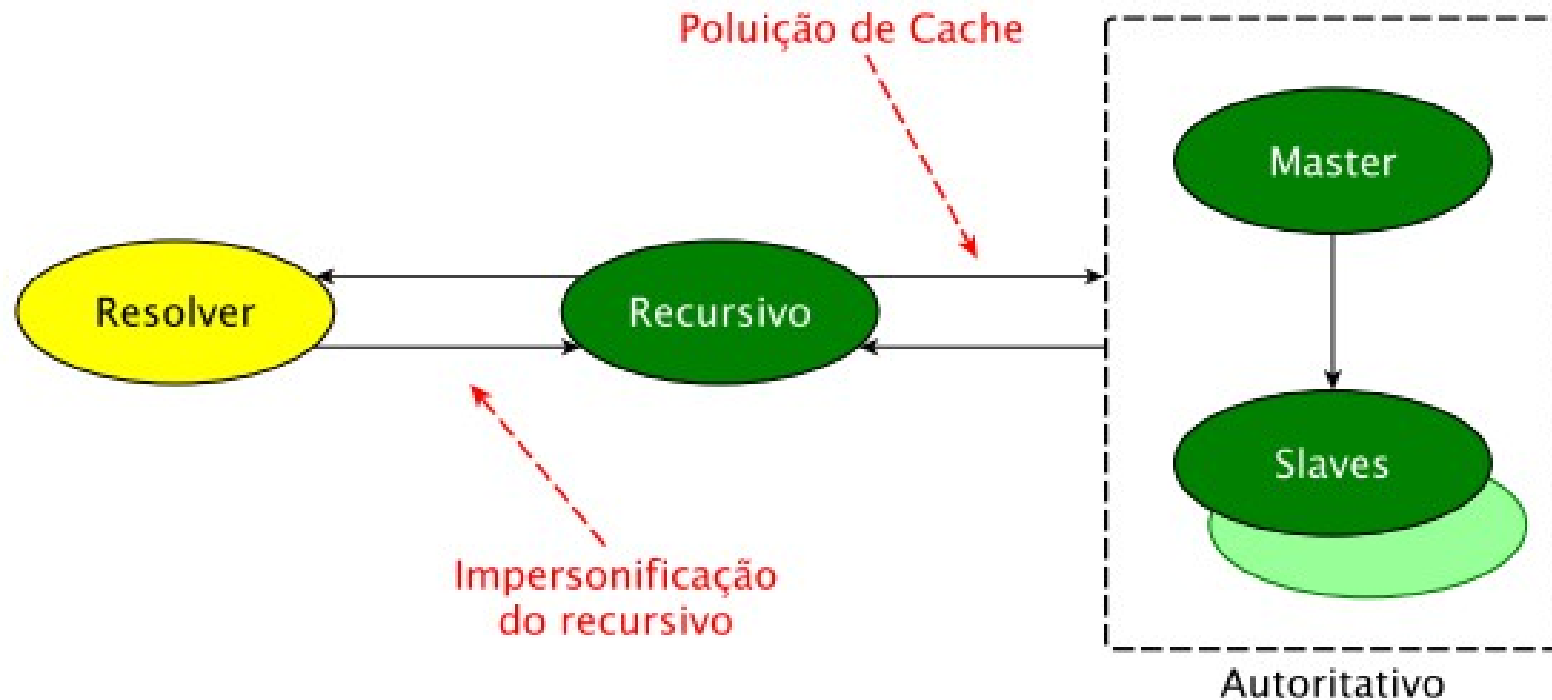 Poluição de Cache
Master
Resolver
Recursivo
Slaves
Impersonificação
do recursivo
Autoritativo